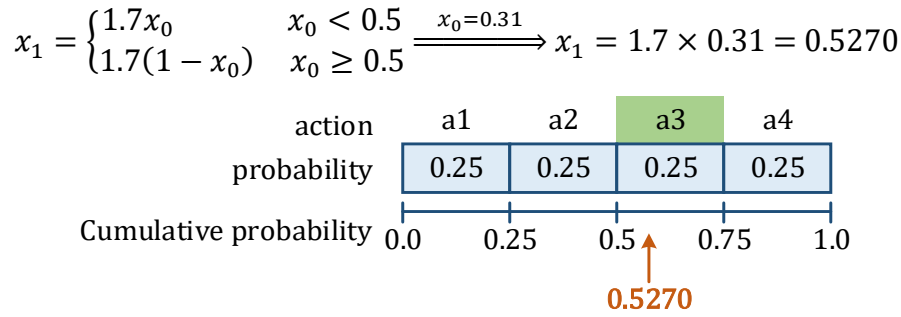 x₁ = {1.7x₀ x₀ < 0.5
1.7(1 − x₀) x₀ ≥ 0.5
x₀=0.31 ⟹ x₁ = 1.7 × 0.31 = 0.5270
action a1 a2 a3 a4
probability 0.25 0.25 0.25 0.25
Cumulative probability 0.0 0.25 0.5 0.75 1.0
0.5270